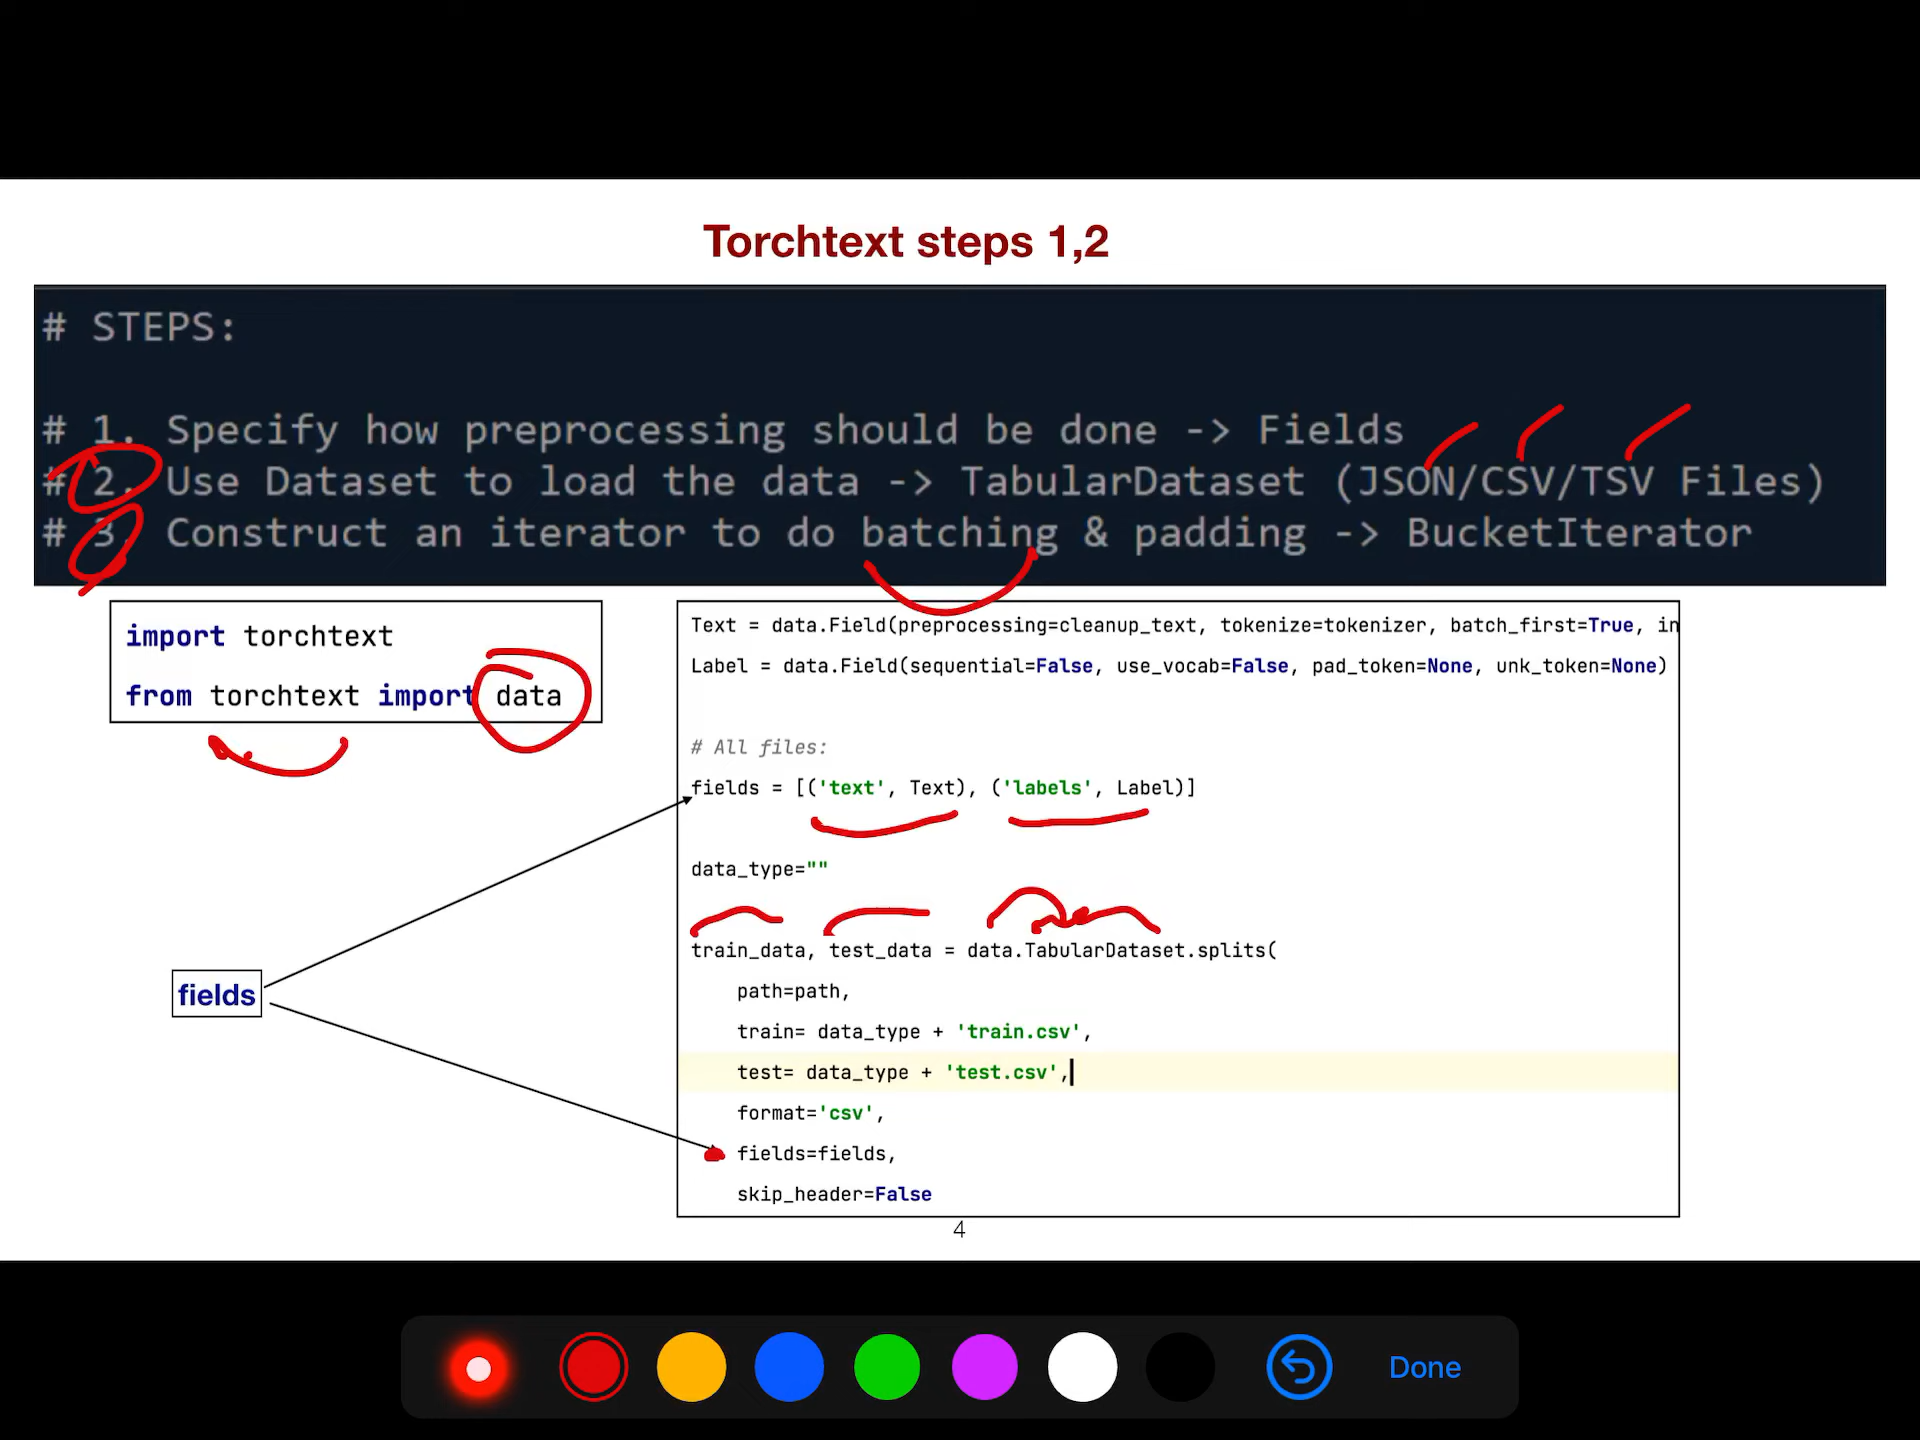 Torchtext steps 1,2
# STEPS:
# 1. Specify how preprocessing should be done -> Fields
# 2. Use Dataset to load the data -> TabularDataset (JSON/CSV/TSV Files)
# 3. Construct an iterator to do batching & padding -> BucketIterator
import torchtext
from torchtext import data
Text = data.Field(preprocessing=cleanup_text, tokenize=tokenizer, batch_first=True, in
Label = data.Field(sequential=False, use_vocab=False, pad_token=None, unk_token=None)
# All files:
fields = [('text', Text), ('labels', Label)]
data_type=""
train_data, test_data = data.TabularDataset.splits(
path=path,
train= data_type + 'train.csv',
test= data_type + 'test.csv',
format='csv',
fields=fields,
skip_header=False
fields
4
Done